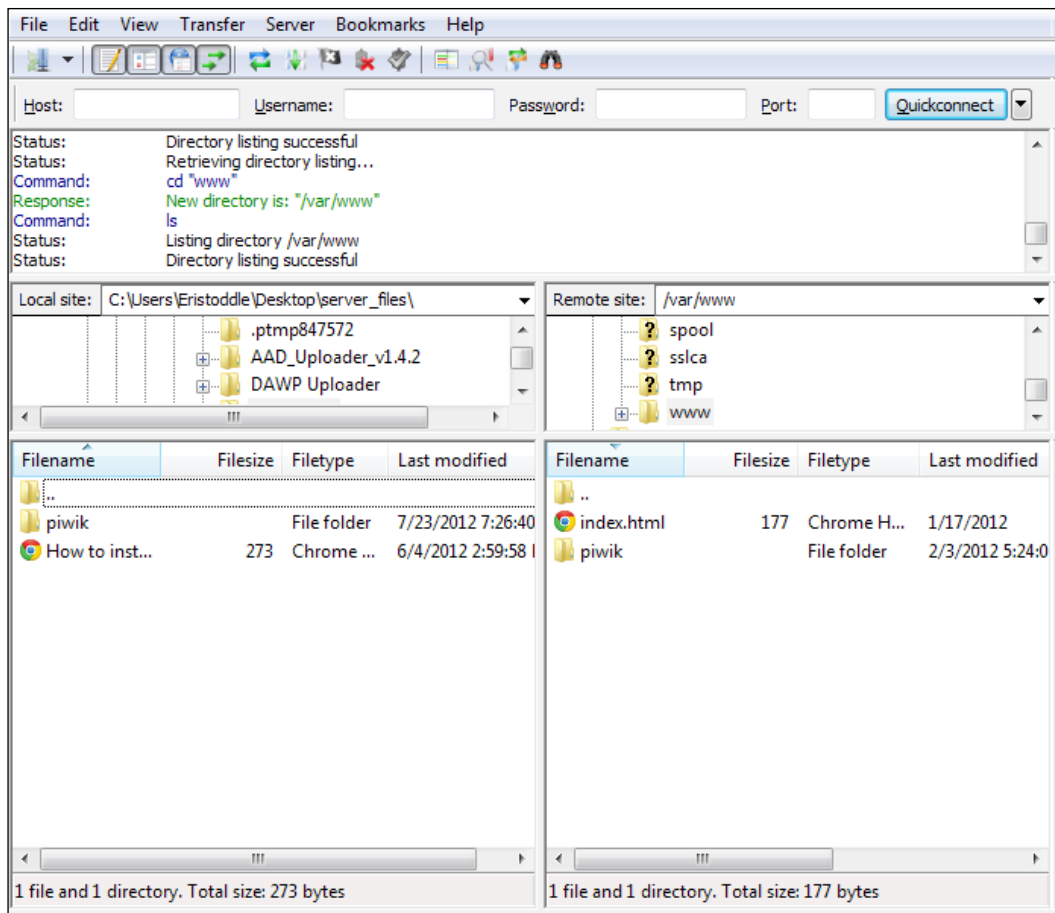 File Edit View Transfer Server Bookmarks Help
Host: Username: Password: Port: Quickconnect
Status: Directory listing successful
Status: Retrieving directory listing...
Command: cd "www"
Response: New directory is: "/var/www"
Command: ls
Status: Listing directory /var/www
Status: Directory listing successful
Local site: C:\Users\Eristoddle\Desktop\server_files\
.ptmp847572
AAD_Uploader_v1.4.2
DAWP Uploader
Remote site: /var/www
? spool
? sslca
? tmp
www
Filename Filesize Filetype Last modified
..
piwik File folder 7/23/2012 7:26:40
How to inst... 273 Chrome ... 6/4/2012 2:59:58
Filename Filesize Filetype Last modified
..
index.html 177 Chrome H... 1/17/2012
piwik File folder 2/3/2012 5:24:0
1 file and 1 directory. Total size: 273 bytes
1 file and 1 directory. Total size: 177 bytes